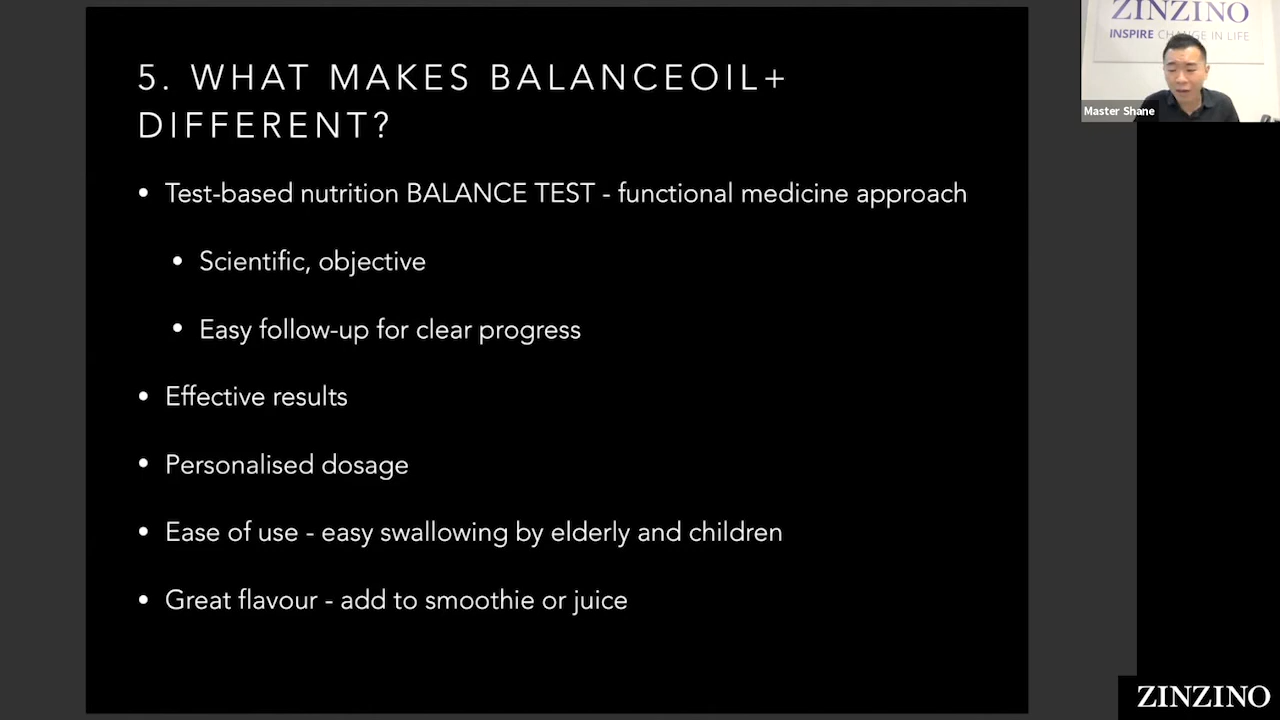 5. WHAT MAKES BALANCEOIL+
DIFFERENT?
• Test-based nutrition BALANCE TEST - functional medicine approach
• Scientific, objective
• Easy follow-up for clear progress
• Effective results
• Personalised dosage
• Ease of use - easy swallowing by elderly and children
• Great flavour - add to smoothie or juice
ZINZINO
INSPIRE CHANGE IN LIFE
Master Shane
ZINZINO